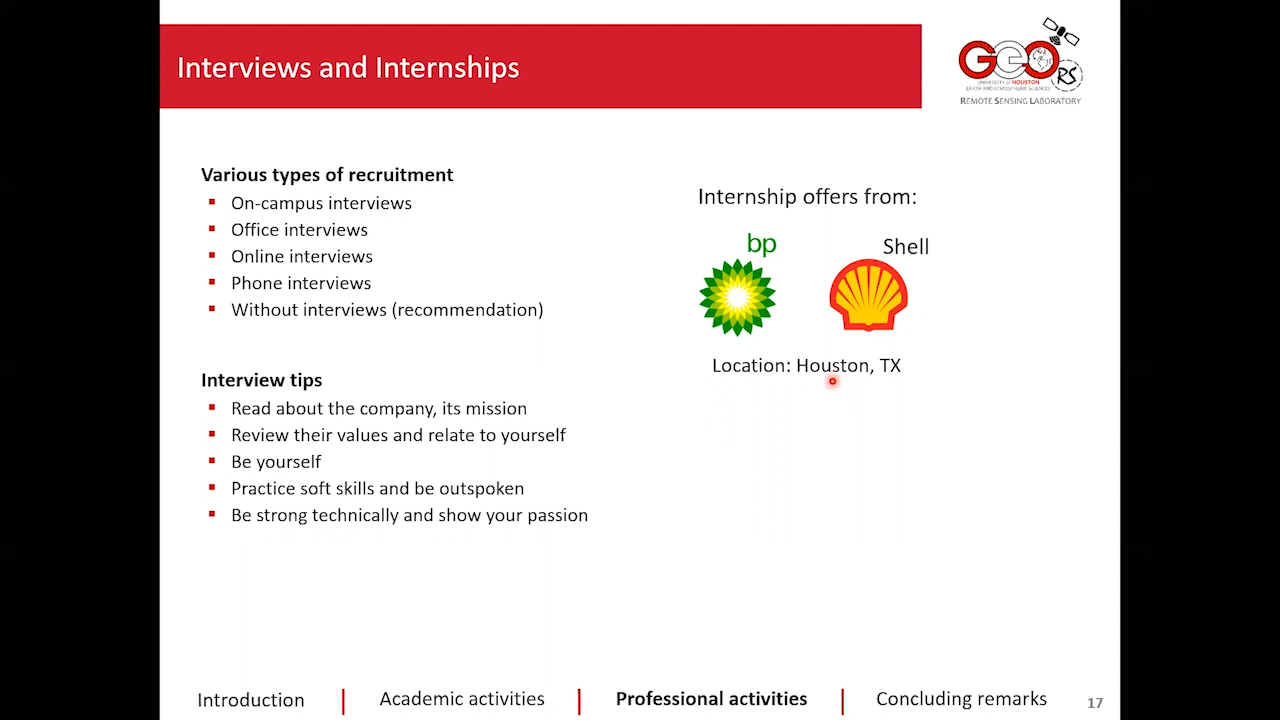 Interviews and Internships
GEO
RS
UNIVERSITY OF HOUSTON
EARTH AND ATMOSPHERIC SCIENCES
REMOTE SENSING LABORATORY
Various types of recruitment
On-campus interviews
Office interviews
Online interviews
Phone interviews
Without interviews (recommendation)
Interview tips
Read about the company, its mission
Review their values and relate to yourself
Be yourself
Practice soft skills and be outspoken
Be strong technically and show your passion
Internship offers from:
bp
Shell
Location: Houston, TX
Introduction | Academic activities | Professional activities | Concluding remarks 17